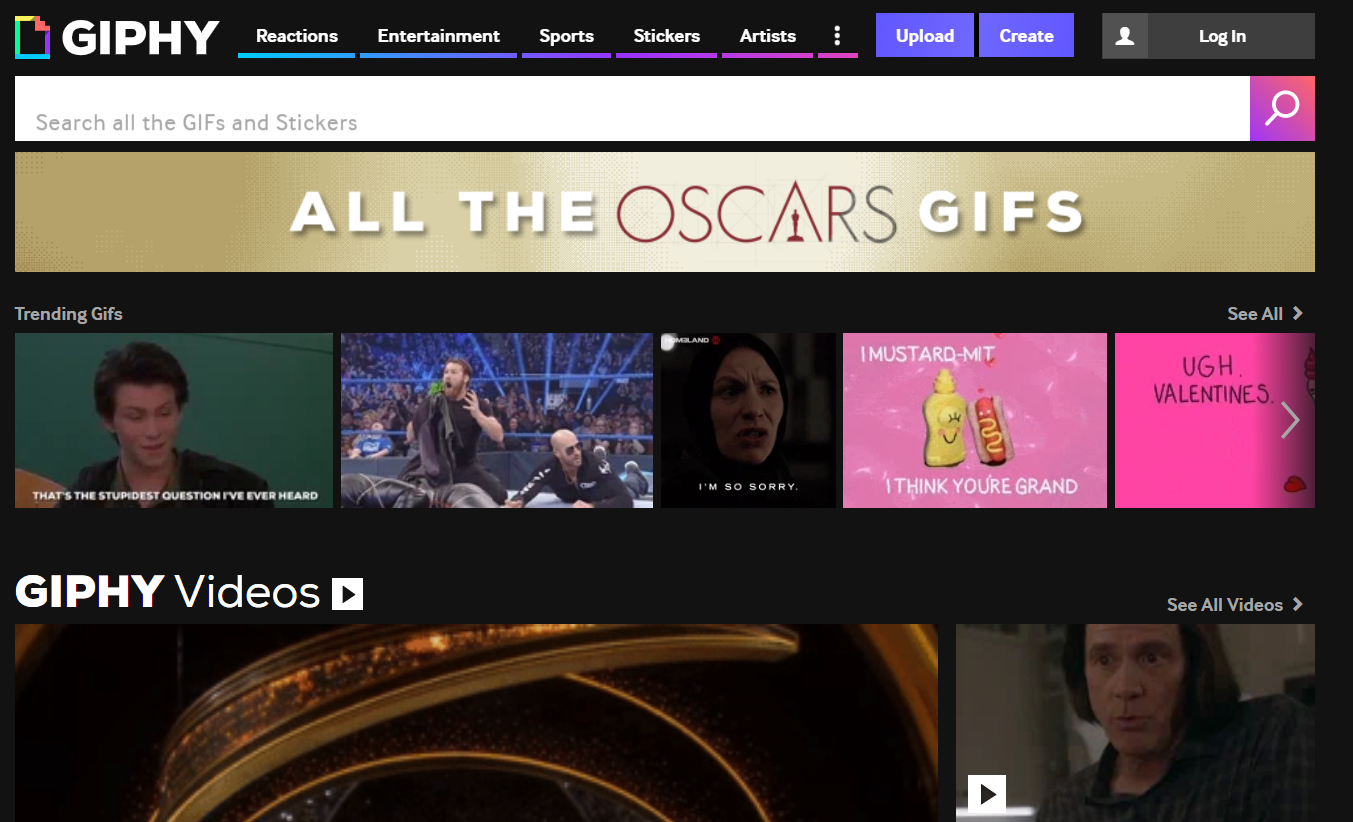 GIPHY
Reactions Entertainment Sports Stickers Artists Upload Create Log In
Search all the GIFs and Stickers
ALL THE OSCARS GIFS
Trending Gifs See All
THAT'S THE STUPIDEST QUESTION I'VE EVER HEARD
HOMELAND
I'M SO SORRY.
I MUSTARD-MIT
I THINK YOU'RE GRAND
UGH.
VALENTINES.
GIPHY Videos
See All Videos